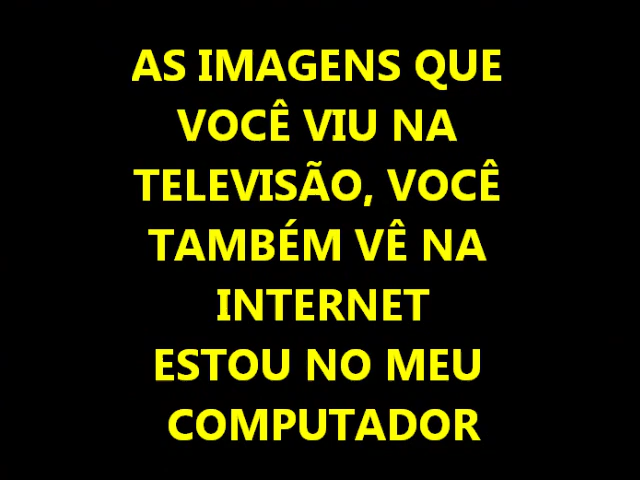 AS IMAGENS QUE
VOCÊ VIU NA
TELEVISÃO, VOCÊ
TAMBÉM VÊ NA
INTERNET
ESTOU NO MEU
COMPUTADOR